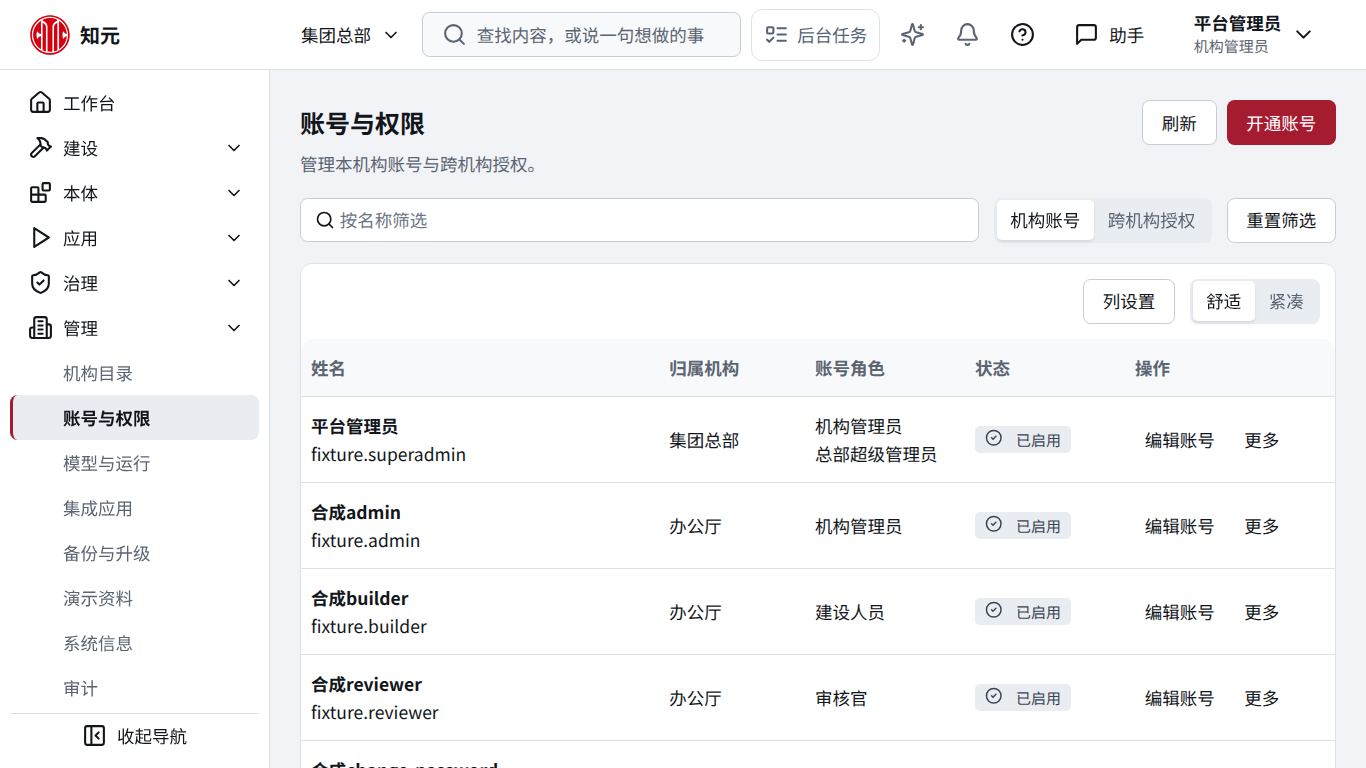 知元
集团总部
查找内容，或说一句想做的事
后台任务
助手
平台管理员
机构管理员
工作台
建设
本体
应用
治理
管理
机构目录
账号与权限
模型与运行
集成应用
备份与升级
演示资料
系统信息
审计
收起导航
账号与权限
刷新
开通账号
管理本机构账号与跨机构授权。
按名称筛选
机构账号
跨机构授权
重置筛选
列设置
舒适
紧凑
姓名 归属机构 账号角色 状态 操作
平台管理员
fixture.superadmin
集团总部
机构管理员
总部超级管理员
已启用
编辑账号 更多
合成admin
fixture.admin
办公厅
机构管理员
已启用
编辑账号 更多
合成builder
fixture.builder
办公厅
建设人员
已启用
编辑账号 更多
合成reviewer
fixture.reviewer
办公厅
审核官
已启用
编辑账号 更多